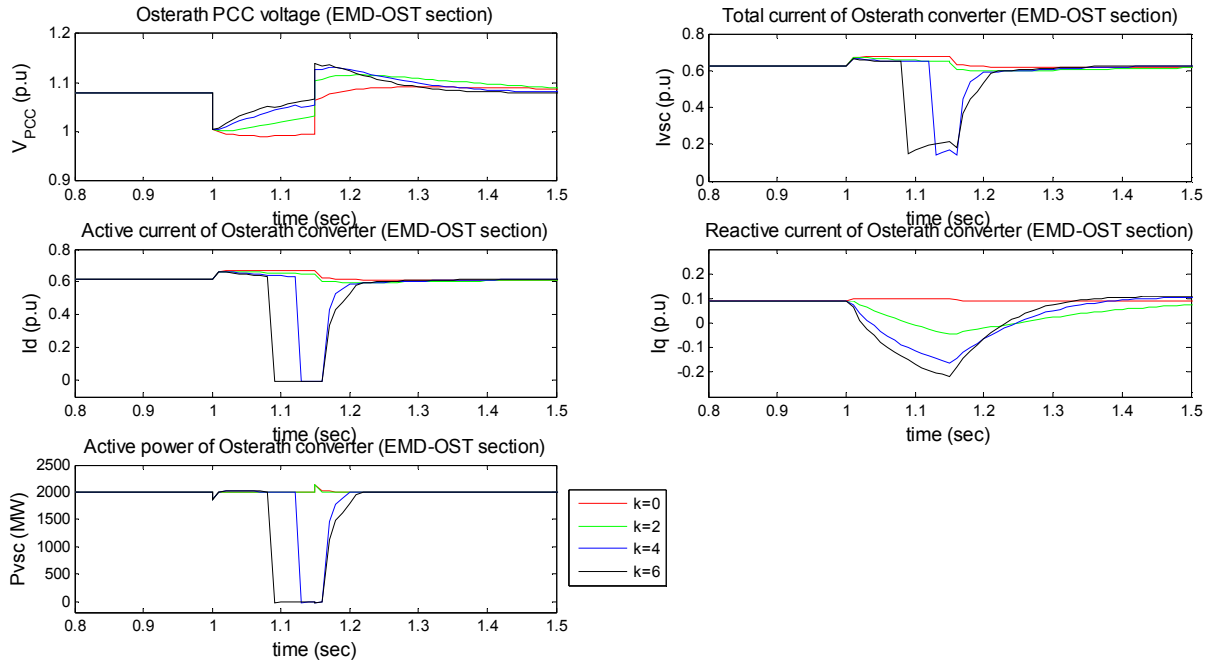 Osterath PCC voltage (EMD-OST section)
1.2
1.1
1
0.9
V_PCC (p.u)
0.8 0.9 1 1.1 1.2 1.3 1.4 1.5
time (sec)
Total current of Osterath converter (EMD-OST section)
0.8
0.6
0.4
0.2
0
Ivsc (p.u)
0.8 0.9 1 1.1 1.2 1.3 1.4 1.5
time (sec)
Active current of Osterath converter (EMD-OST section)
0.8
0.6
0.4
0.2
0
Id (p.u)
0.8 0.9 1 1.1 1.2 1.3 1.4 1.5
time (sec)
Reactive current of Osterath converter (EMD-OST section)
0.2
0.1
0
-0.1
-0.2
Iq (p.u)
0.8 0.9 1 1.1 1.2 1.3 1.4 1.5
time (sec)
Active power of Osterath converter (EMD-OST section)
2500
2000
1500
1000
500
0
Pvsc (MW)
0.8 0.9 1 1.1 1.2 1.3 1.4 1.5
time (sec)
k=0
k=2
k=4
k=6